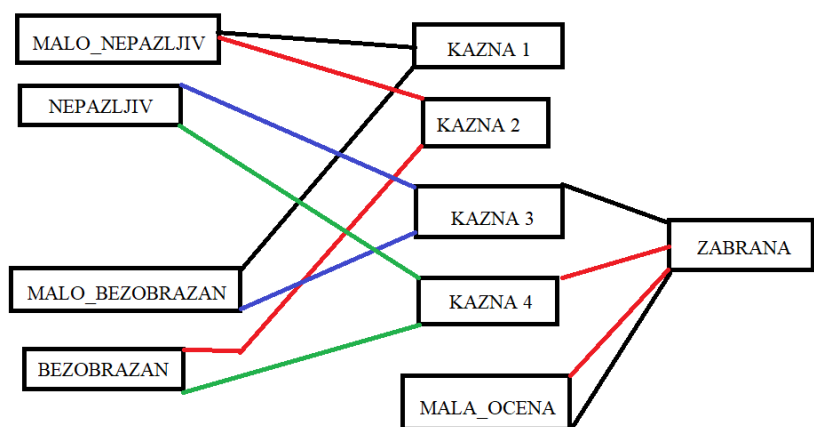 MALO_NEPAZLJIV
KAZNA 1
NEPAZLJIV
KAZNA 2
KAZNA 3
ZABRANA
MALO_BEZOBRAZAN
KAZNA 4
BEZOBRAZAN
MALA_OCENA